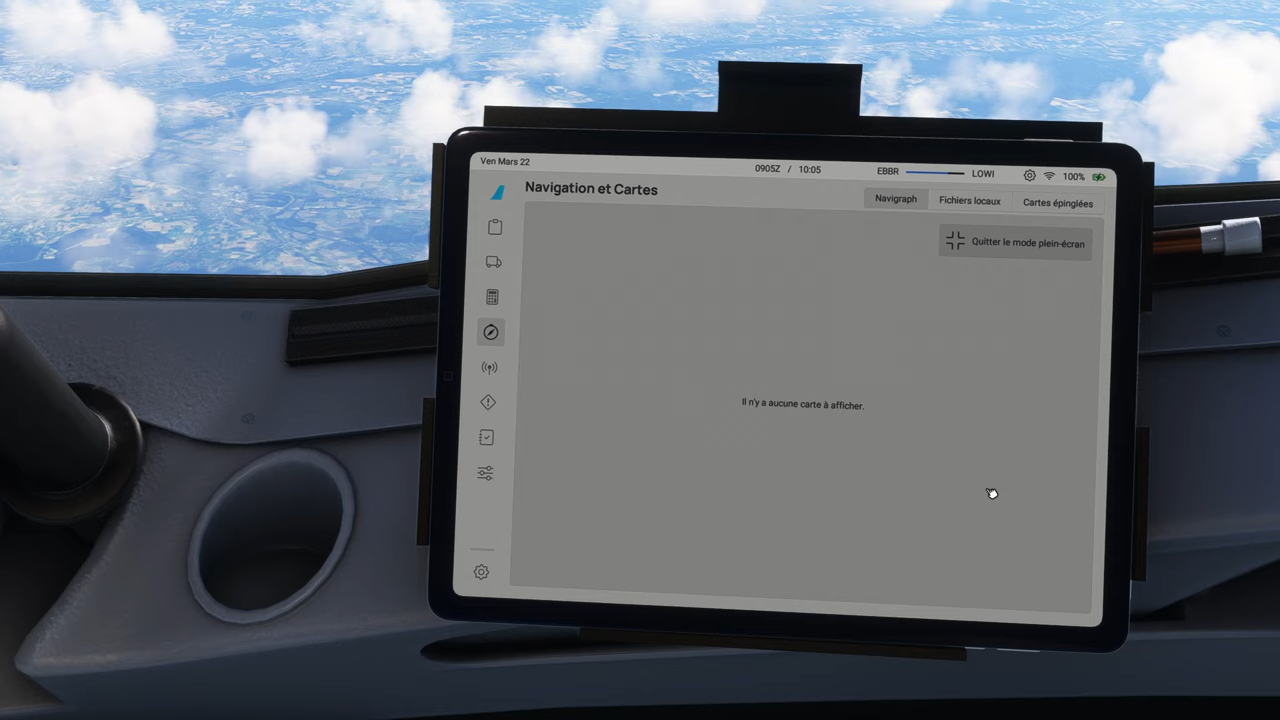 Ven Mars 22
0905Z / 10:05
EBBR LOWI
100%
Navigation et Cartes
Navigraph
Fichiers locaux
Cartes épinglées
Quitter le mode plein-écran
Il n'y a aucune carte à afficher.